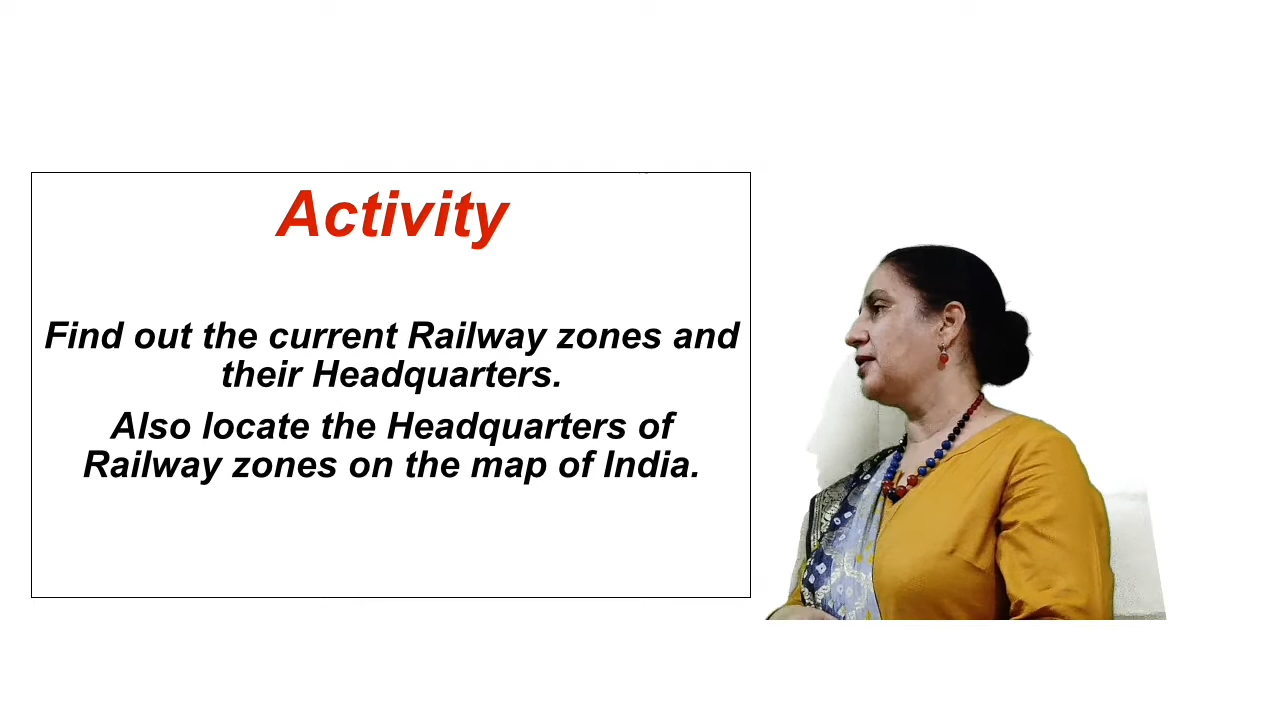 Activity
Find out the current Railway zones and
their Headquarters.
Also locate the Headquarters of
Railway zones on the map of India.